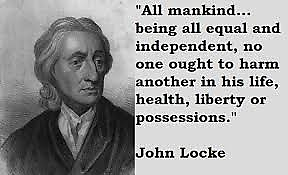 "All mankind...
being all equal and
independent, no
one ought to harm
another in his life,
health, liberty or
possessions."
John Locke